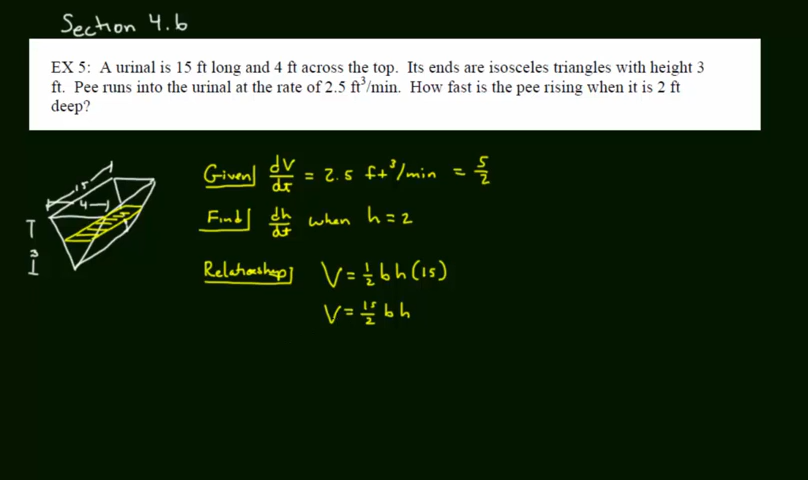 Section 4.6
EX 5: A urinal is 15 ft long and 4 ft across the top. Its ends are isosceles triangles with height 3
ft. Pee runs into the urinal at the rate of 2.5 ft³/min. How fast is the pee rising when it is 2 ft
deep?
15
4
3
Given dV/dt = 2.5 ft³/min = 5/2
Find dh/dt when h = 2
Relationship V = 1/2 b h (15)
V = 15/2 b h